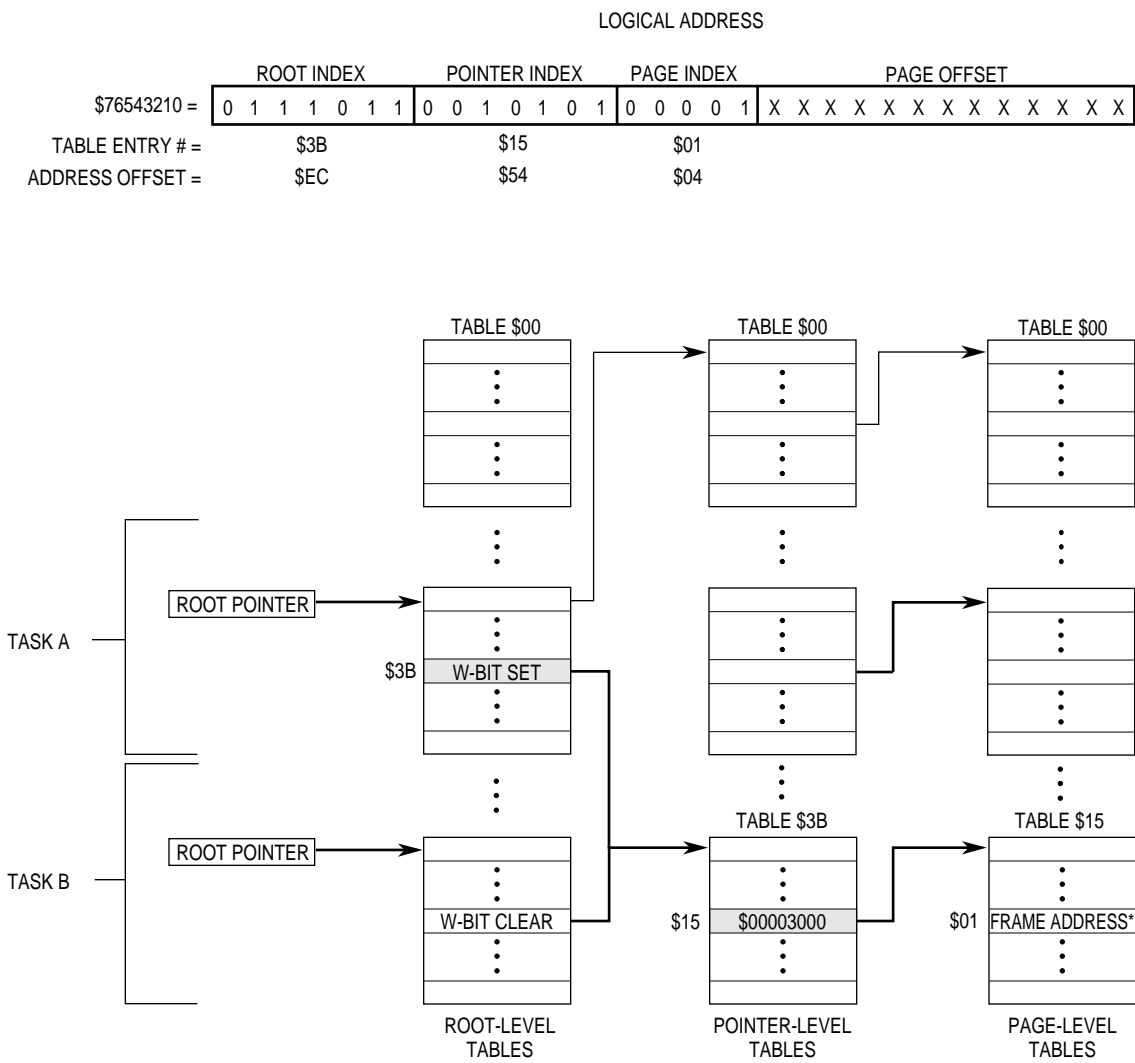 LOGICAL ADDRESS
ROOT INDEX POINTER INDEX PAGE INDEX PAGE OFFSET
$76543210 = 0 1 1 1 0 1 1 0 0 1 0 1 0 1 0 0 0 0 1 X X X X X X X X X X X X X
TABLE ENTRY # = $3B $15 $01
ADDRESS OFFSET = $EC $54 $04
TABLE $00 TABLE $00 TABLE $00
ROOT POINTER
TASK A
$3B W-BIT SET
TABLE $3B TABLE $15
ROOT POINTER
TASK B
W-BIT CLEAR $15 $00003000 $01 FRAME ADDRESS*
ROOT-LEVEL POINTER-LEVEL PAGE-LEVEL
TABLES TABLES TABLES